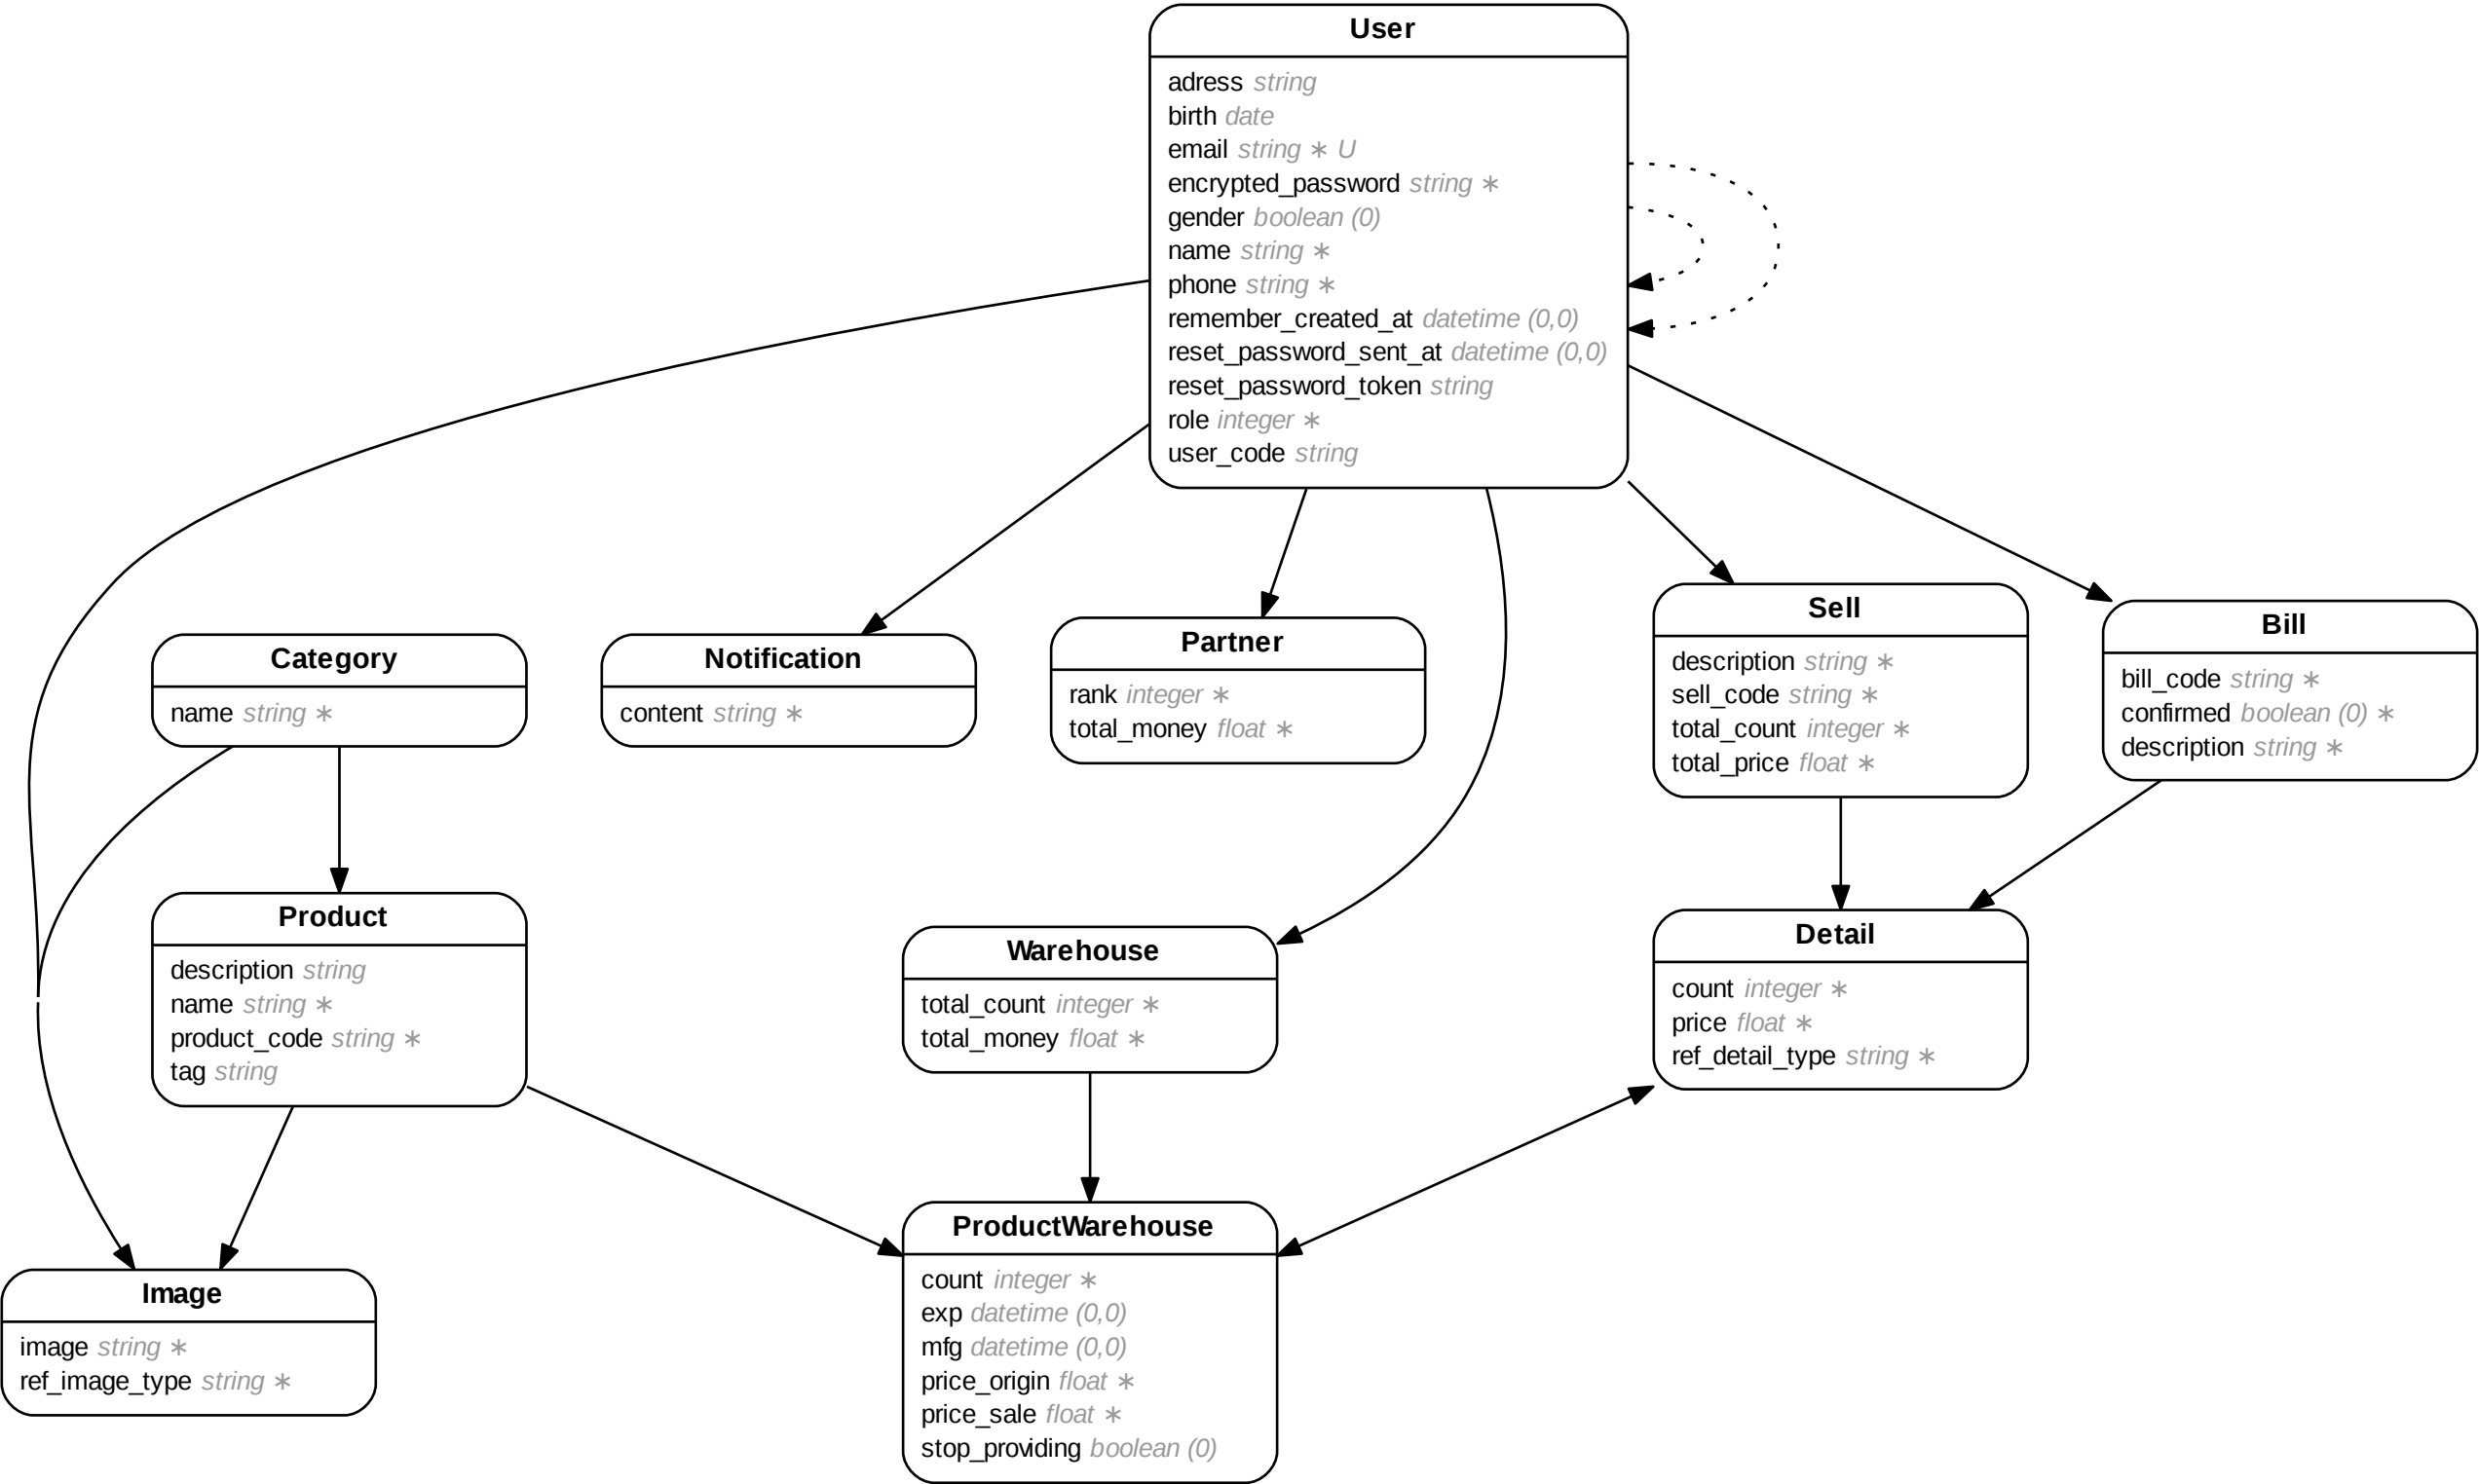 User
adress string
birth date
email string ∗ U
encrypted_password string ∗
gender boolean (0)
name string ∗
phone string ∗
remember_created_at datetime (0,0)
reset_password_sent_at datetime (0,0)
reset_password_token string
role integer ∗
user_code string
Category
name string ∗
Notification
content string ∗
Partner
rank integer ∗
total_money float ∗
Sell
description string ∗
sell_code string ∗
total_count integer ∗
total_price float ∗
Bill
bill_code string ∗
confirmed boolean (0) ∗
description string ∗
Product
description string
name string ∗
product_code string ∗
tag string
Warehouse
total_count integer ∗
total_money float ∗
Detail
count integer ∗
price float ∗
ref_detail_type string ∗
Image
image string ∗
ref_image_type string ∗
ProductWarehouse
count integer ∗
exp datetime (0,0)
mfg datetime (0,0)
price_origin float ∗
price_sale float ∗
stop_providing boolean (0)